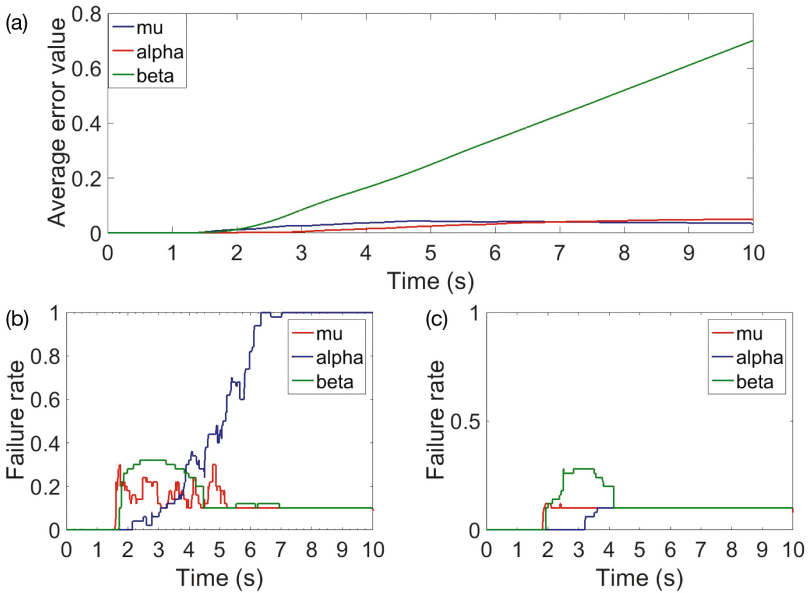 (a)
Average error value
0.8
0.6
0.4
0.2
0
mu
alpha
beta
0 1 2 3 4 5 6 7 8 9 10
Time (s)
(b)
Failure rate
1
0.8
0.6
0.4
0.2
0
mu
alpha
beta
0 1 2 3 4 5 6 7 8 9 10
Time (s)
(c)
Failure rate
1
0.5
0
mu
alpha
beta
0 1 2 3 4 5 6 7 8 9 10
Time (s)